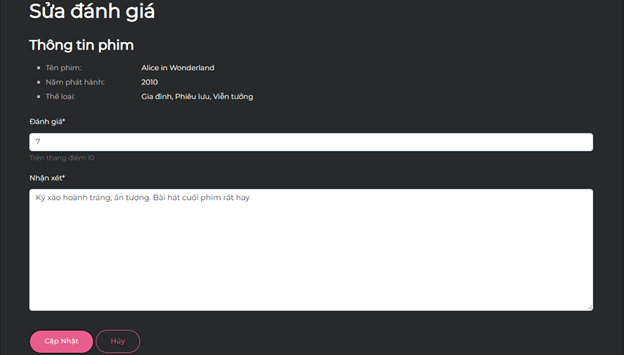 Sửa đánh giá
Thông tin phim
Tên phim: Alice in Wonderland
Năm phát hành: 2010
Thể loại: Gia đình, Phiêu lưu, Viễn tưởng
Đánh giá*
7
Trên thang điểm 10
Nhận xét*
Kỹ xảo hoành tráng, ấn tượng. Bài hát cuối phim rất hay
Cập Nhật Hủy